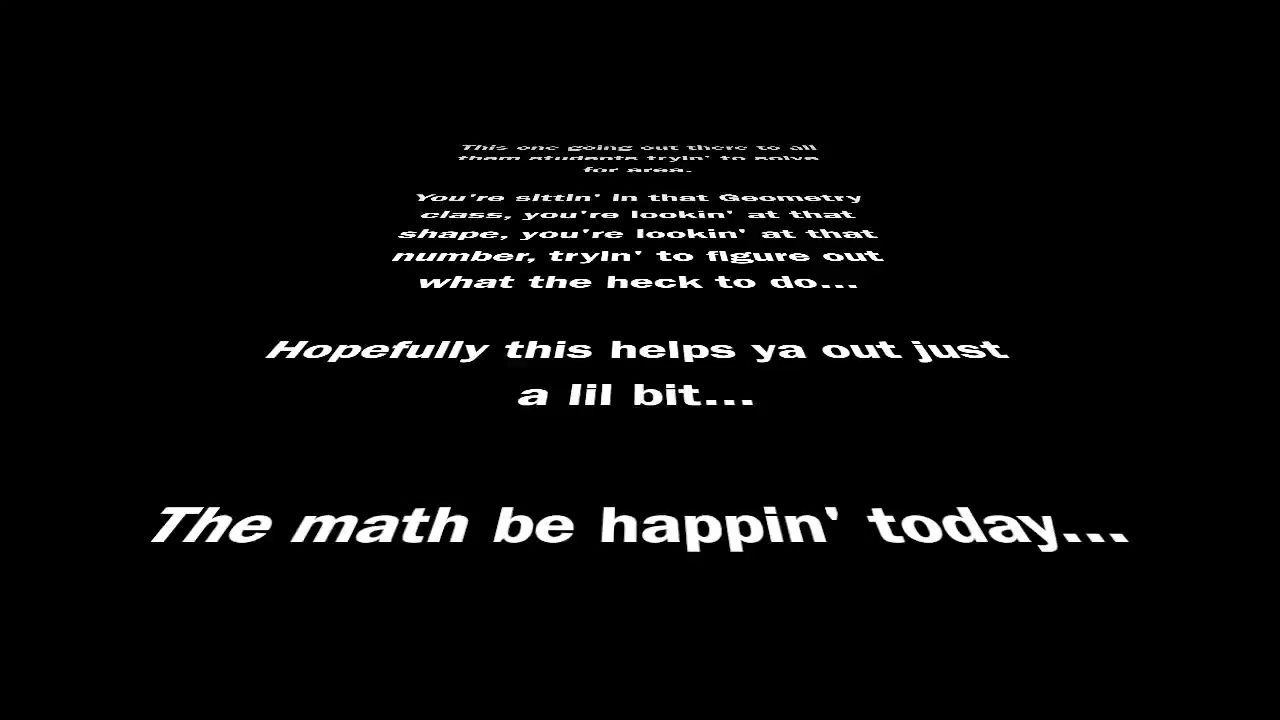 This one going out there to all
them students tryin' to solve
for area.
You're sittin' in that Geometry
class, you're lookin' at that
shape, you're lookin' at that
number, tryin' to figure out
what the heck to do...
Hopefully this helps ya out just
a lil bit...
The math be happin' today...